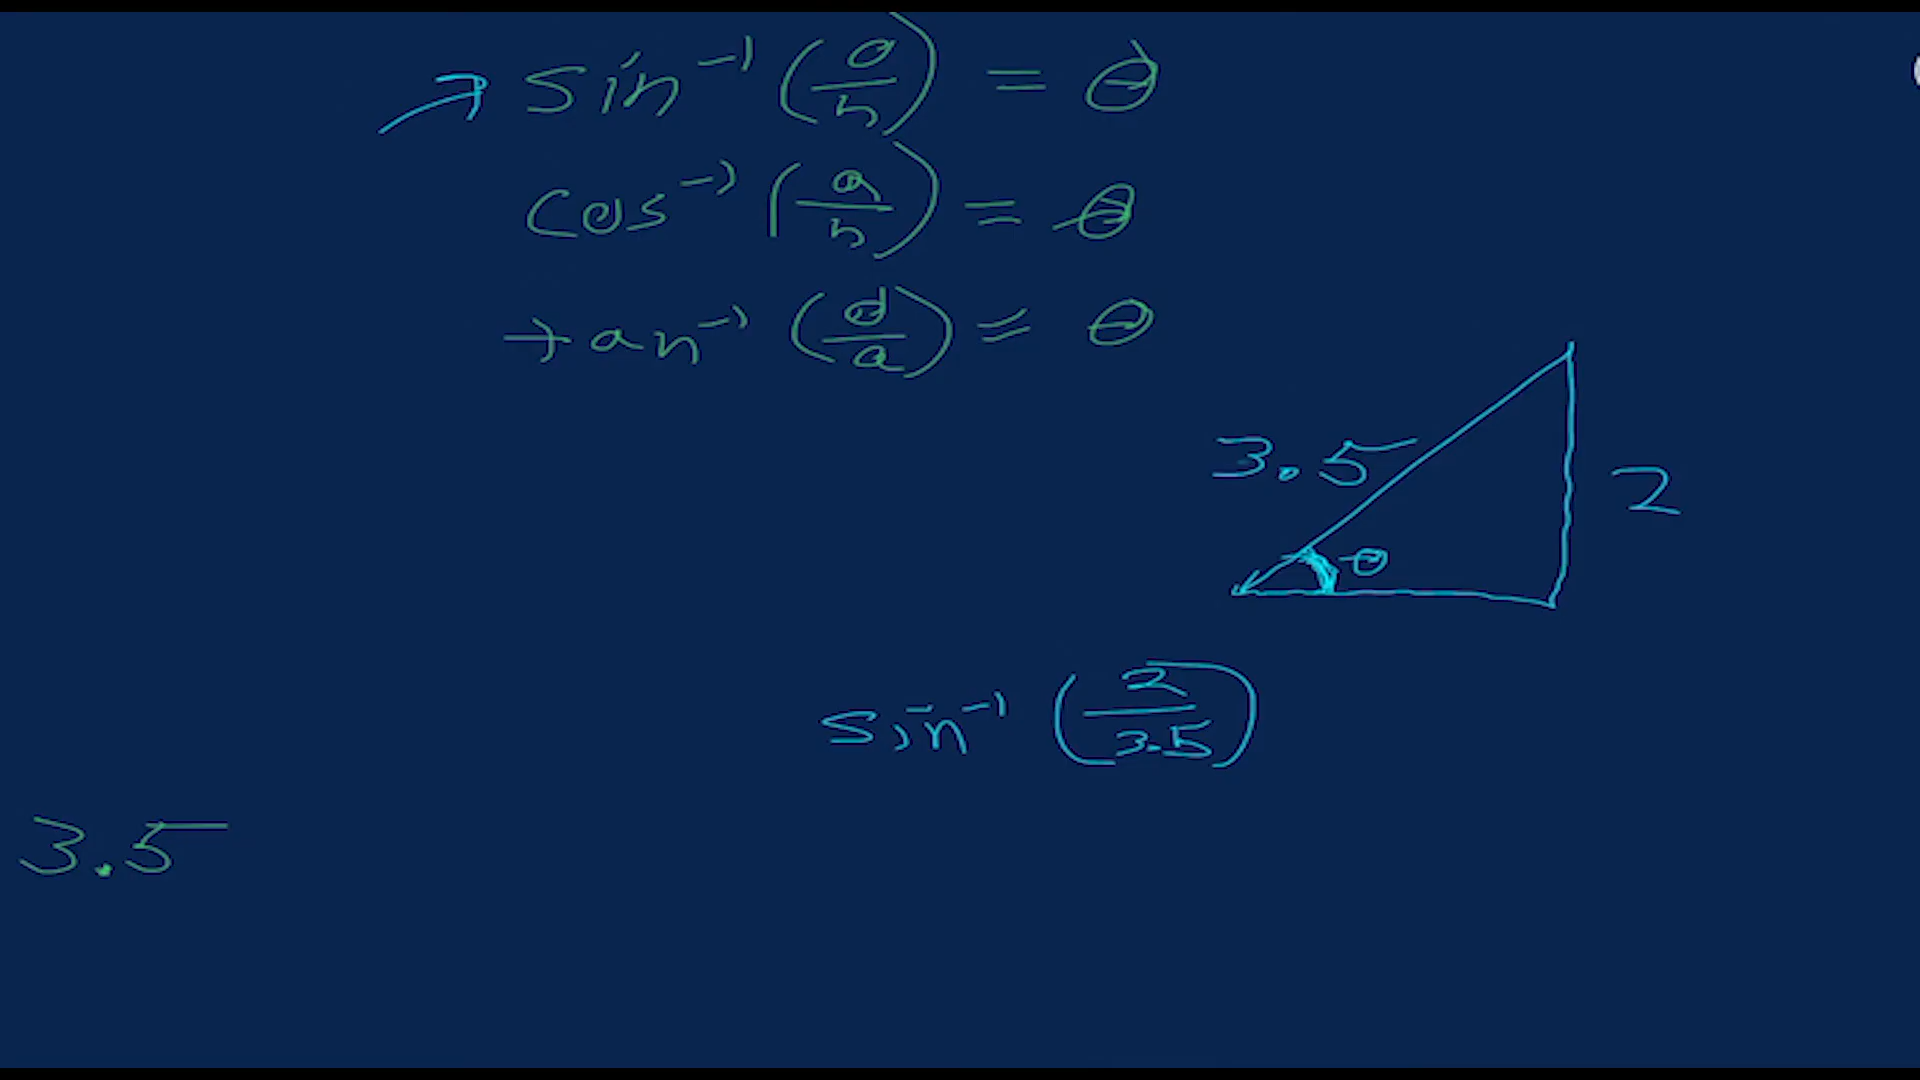 sin⁻¹ (o/h) = θ
cos⁻¹ (a/h) = θ
tan⁻¹ (o/a) = θ
3.5
2
θ
sin⁻¹ (2/3.5)
3.5